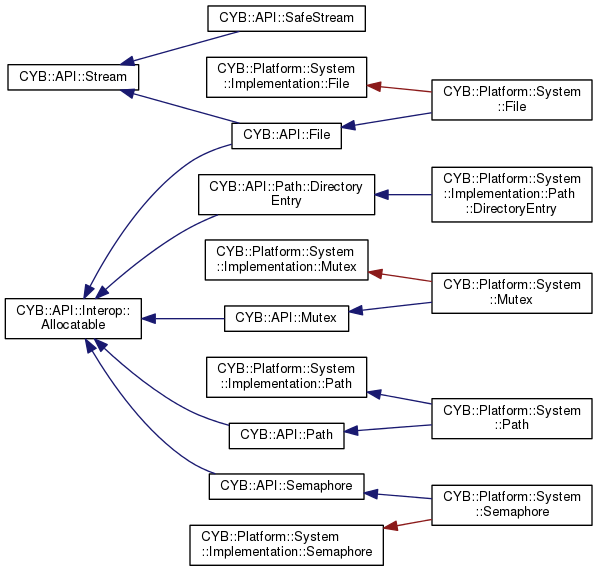 CYB::API::SafeStream
CYB::API::Stream
CYB::Platform::System
::Implementation::File
CYB::Platform::System
::File
CYB::API::File
CYB::API::Path::Directory
Entry
CYB::Platform::System
::Implementation::Path
::DirectoryEntry
CYB::Platform::System
::Implementation::Mutex
CYB::Platform::System
::Mutex
CYB::API::Interop::
Allocatable
CYB::API::Mutex
CYB::Platform::System
::Implementation::Path
CYB::Platform::System
::Path
CYB::API::Path
CYB::API::Semaphore
CYB::Platform::System
::Semaphore
CYB::Platform::System
::Implementation::Semaphore